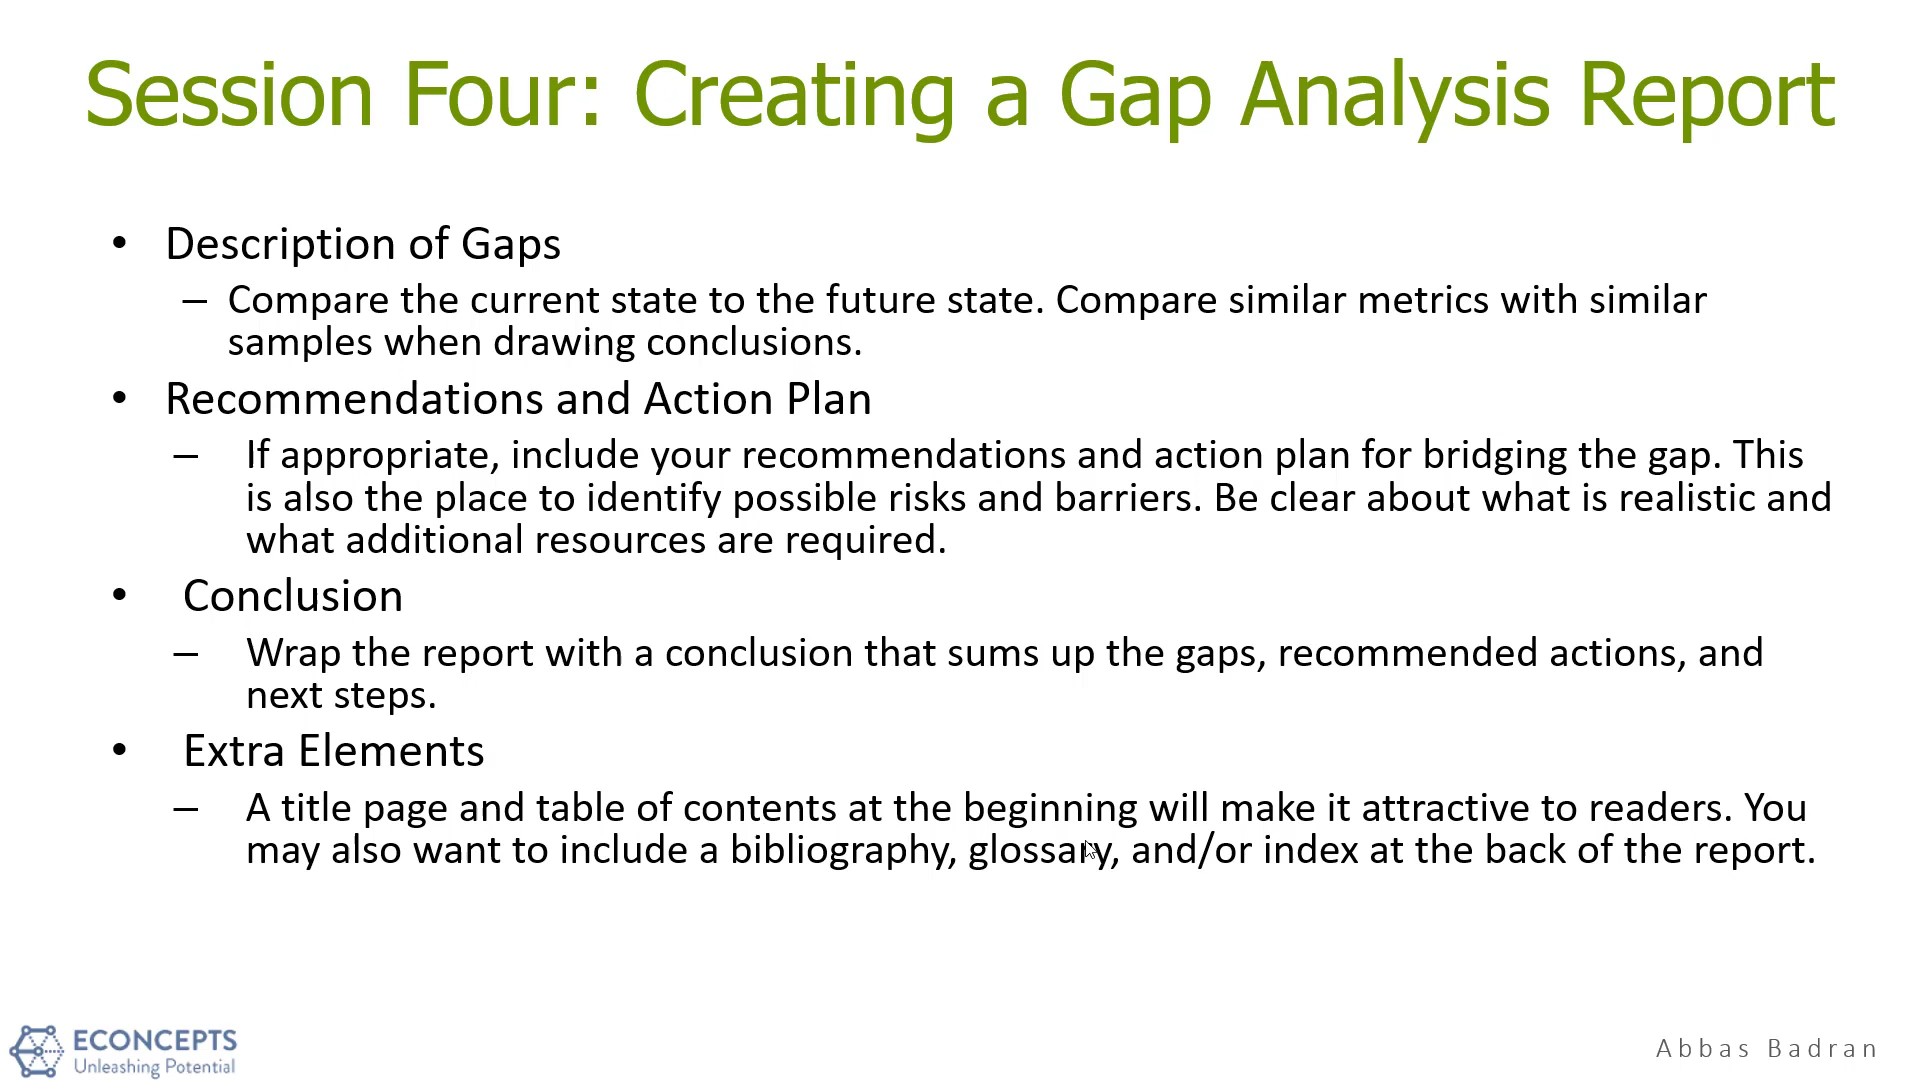 Session Four: Creating a Gap Analysis Report
• Description of Gaps
– Compare the current state to the future state. Compare similar metrics with similar
samples when drawing conclusions.
• Recommendations and Action Plan
– If appropriate, include your recommendations and action plan for bridging the gap. This
is also the place to identify possible risks and barriers. Be clear about what is realistic and
what additional resources are required.
• Conclusion
– Wrap the report with a conclusion that sums up the gaps, recommended actions, and
next steps.
• Extra Elements
– A title page and table of contents at the beginning will make it attractive to readers. You
may also want to include a bibliography, glossary, and/or index at the back of the report.
ECONCEPTS
Unleashing Potential
Abbas Badran